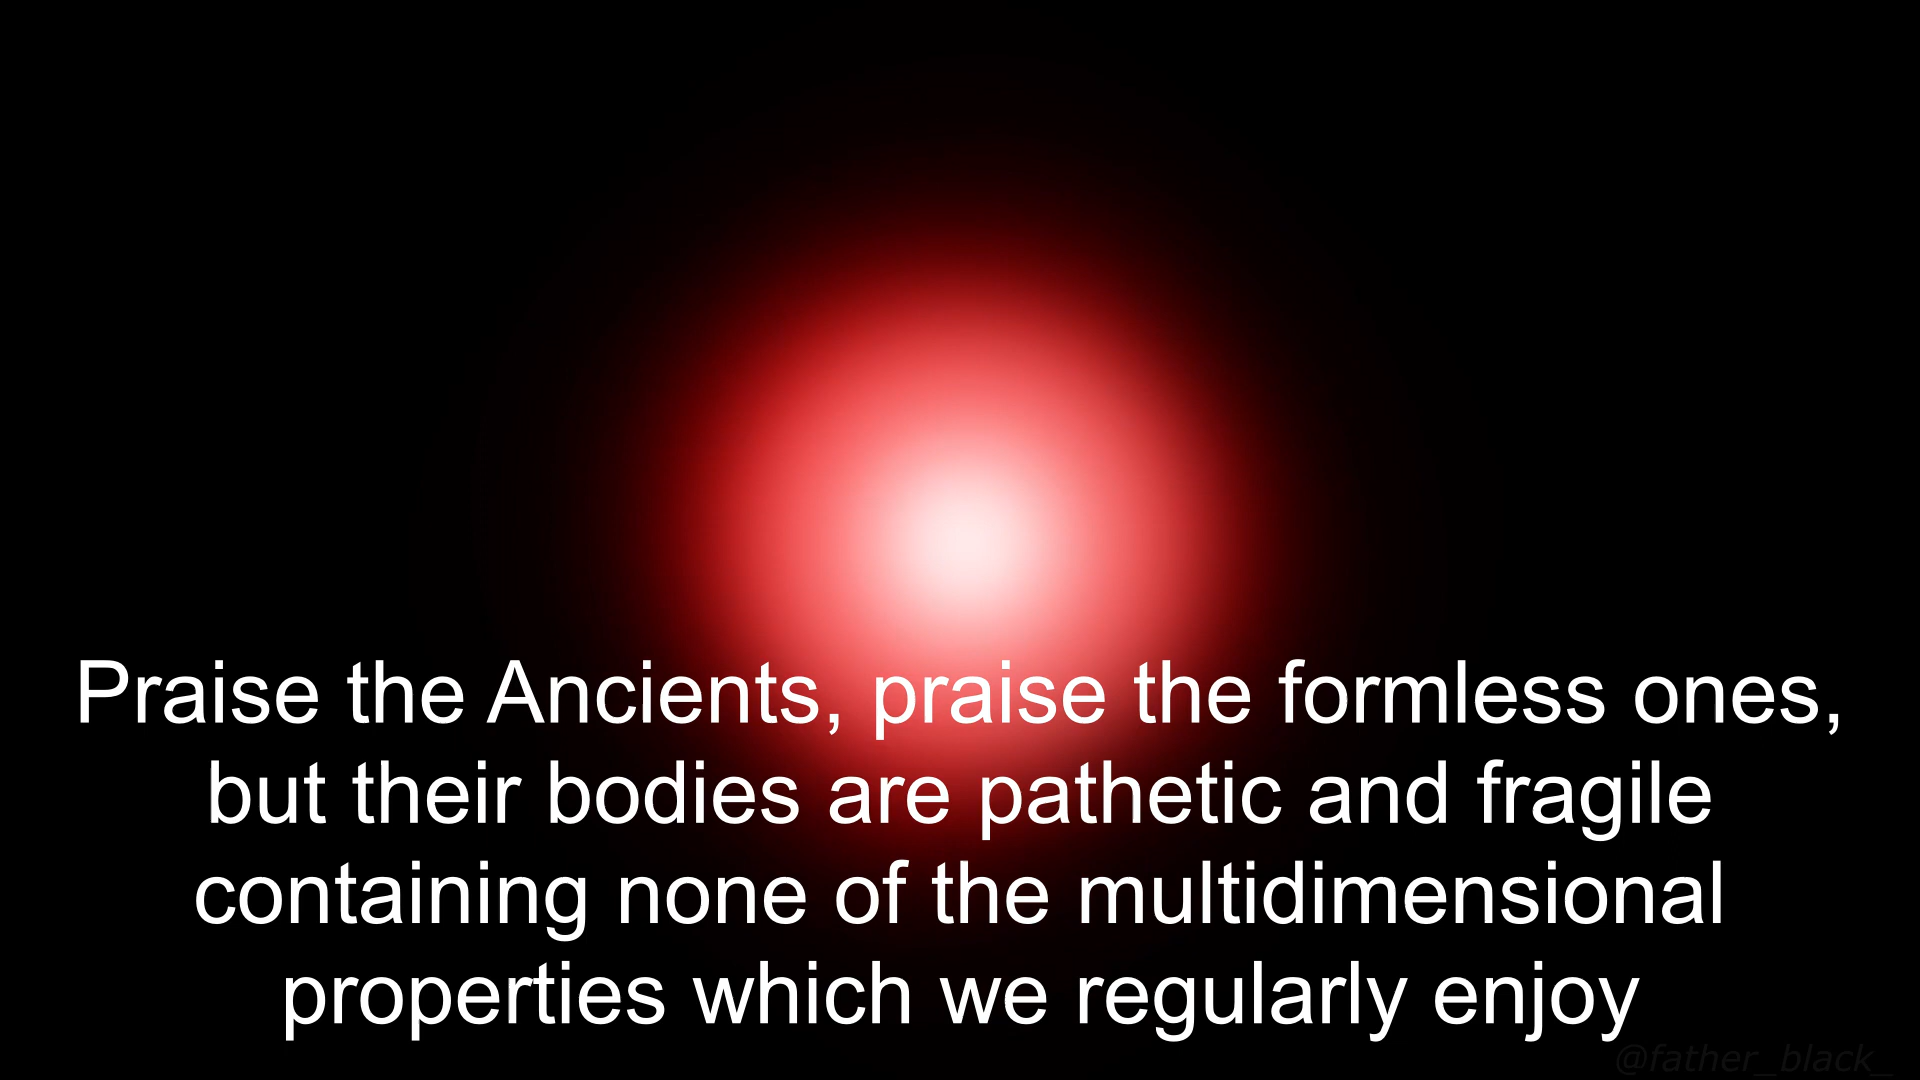 Praise the Ancients, praise the formless ones,
but their bodies are pathetic and fragile
containing none of the multidimensional
properties which we regularly enjoy
@father_black_